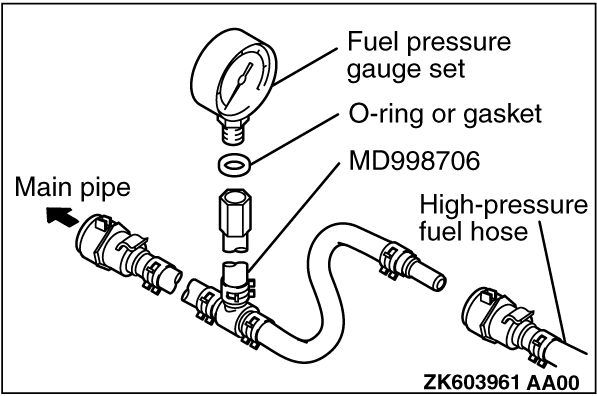 Fuel pressure
gauge set
O-ring or gasket
MD998706
Main pipe
High-pressure
fuel hose
ZK603961 AA00